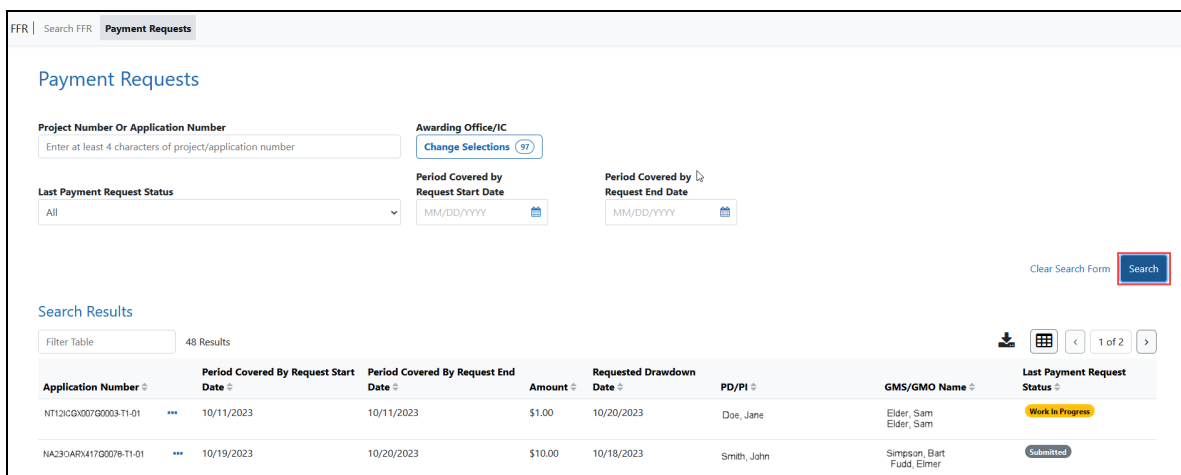 FFR | Search FFR Payment Requests
Payment Requests
Project Number Or Application Number
Enter at least 4 characters of project/application number
Awarding Office/IC
Change Selections 97
Last Payment Request Status
All
Period Covered by
Request Start Date
MM/DD/YYYY
Period Covered by
Request End Date
MM/DD/YYYY
Clear Search Form Search
Search Results
Filter Table 48 Results 1 of 2
Application Number Period Covered By Request Start Date Period Covered By Request End Date Amount Requested Drawdown Date PD/PI GMS/GMO Name Last Payment Request Status
NT12ICGX007G0003-T1-01 ••• 10/11/2023 10/11/2023 $1.00 10/20/2023 Doe, Jane Elder, Sam Work In Progress
Elder, Sam
NA23OARX417G0078-T1-01 ••• 10/19/2023 10/20/2023 $10.00 10/18/2023 Smith, John Simpson, Bart Submitted
Fudd, Elmer